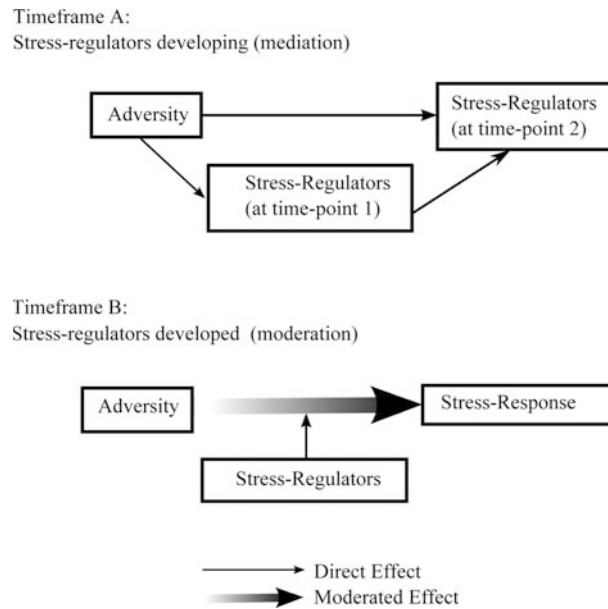 Timeframe A:
Stress-regulators developing (mediation)
Adversity
Stress-Regulators
(at time-point 2)
Stress-Regulators
(at time-point 1)
Timeframe B:
Stress-regulators developed (moderation)
Adversity
Stress-Response
Stress-Regulators
Direct Effect
Moderated Effect